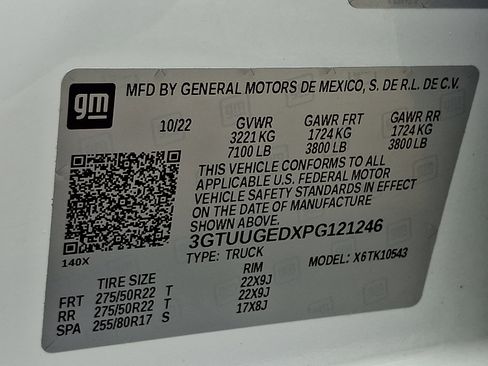 gm MFD BY GENERAL MOTORS DE MEXICO, S. DE R.L. DE C.V.
10/22 GVWR GAWR FRT GAWR RR
3221 KG 1724 KG 1724 KG
7100 LB 3800 LB 3800 LB
THIS VEHICLE CONFORMS TO ALL
APPLICABLE U.S. FEDERAL MOTOR
VEHICLE SAFETY STANDARDS IN EFFECT
ON THE DATE OF MANUFACTURE
SHOWN ABOVE.
3GTUUGEDXPG121246
140X TYPE: TRUCK MODEL: X6TK10543
TIRE SIZE RIM
FRT 275/50R22 T 22X9J
RR 275/50R22 T 22X9J
SPA 255/80R17 S 17X8J